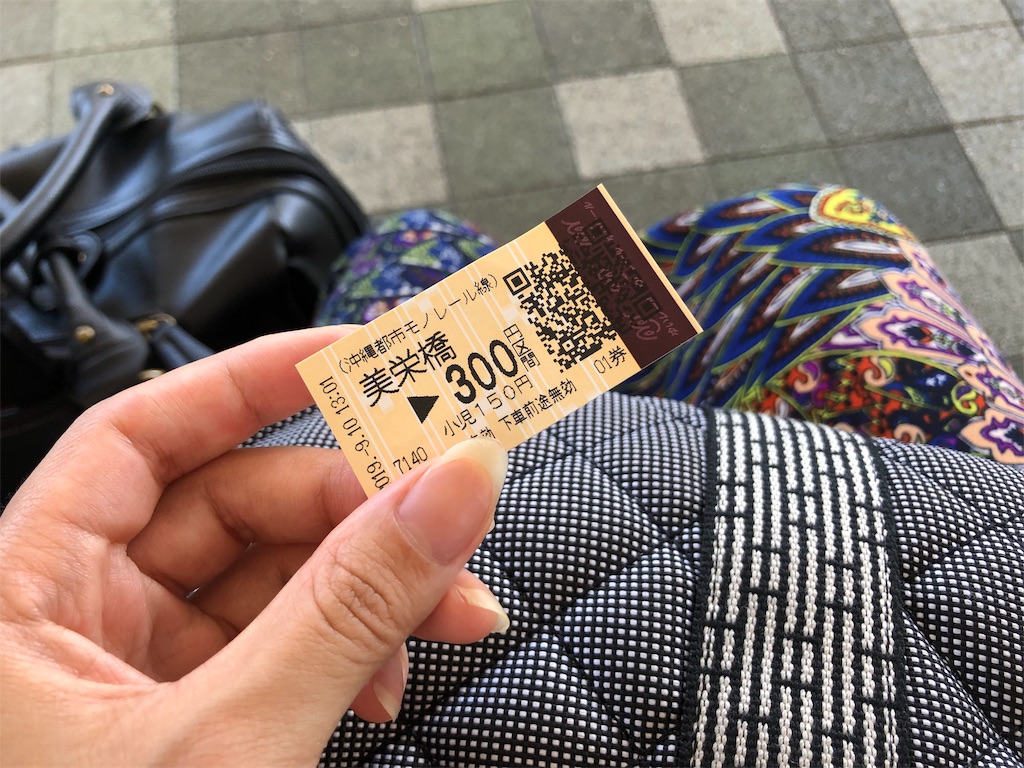 (沖縄都市モノレール線)
美栄橋
▶ 300円区間
小児150円
下車前途無効
019.-9.10 13:01
7140
01券